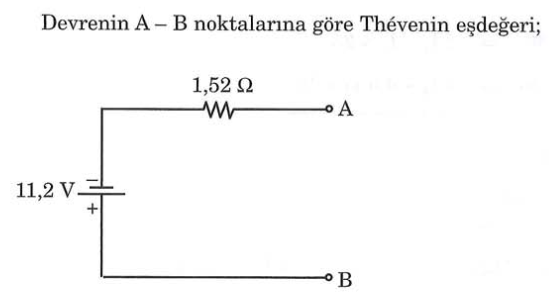 Devrenin A – B noktalarına göre Thévenin eşdeğeri;
1,52 Ω
A
11,2 V
–
+
B